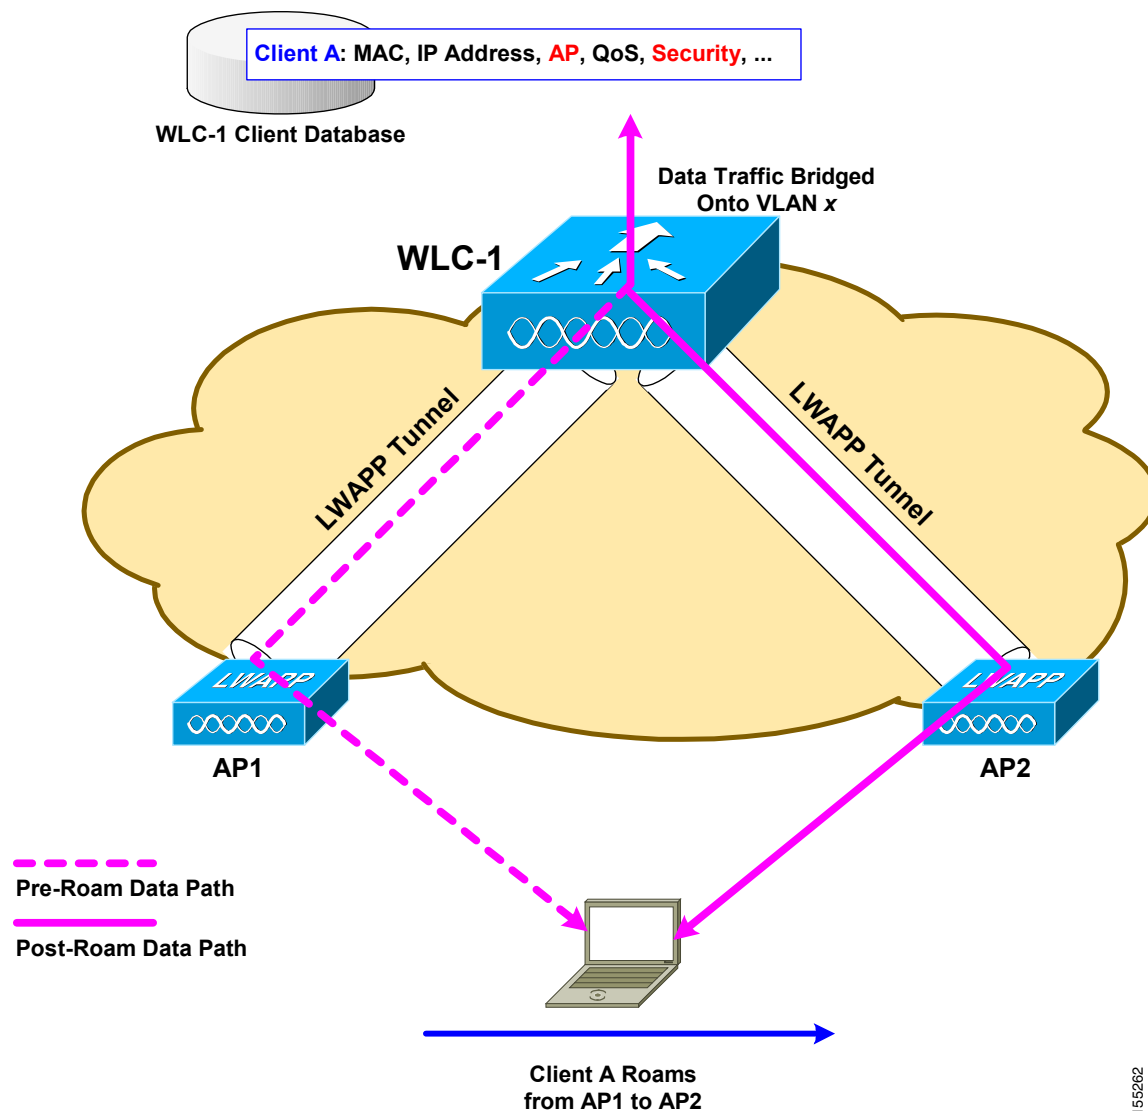 Client A: MAC, IP Address, AP, QoS, Security, ...
WLC-1 Client Database
Data Traffic Bridged
Onto VLAN x
WLC-1
LWAPP Tunnel
LWAPP Tunnel
LWAPP
LWAPP
AP1
AP2
Pre-Roam Data Path
Post-Roam Data Path
Client A Roams
from AP1 to AP2
155262